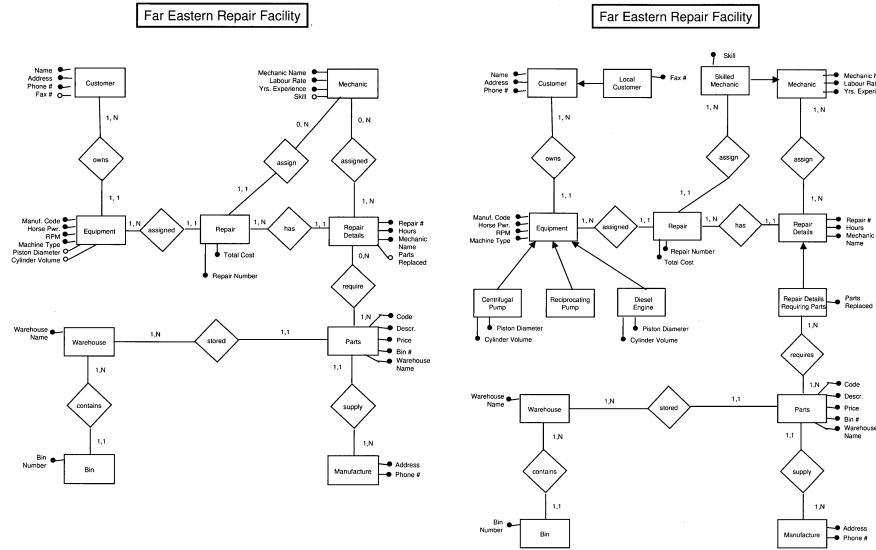 Far Eastern Repair Facility
Name
Address
Phone #
Fax #
Customer
Mechanic Name
Labour Rate
Yrs. Experience
Skill
Mechanic
1, N
0, N
0, N
owns
assign
assigned
1, 1
1, 1
1, N
Manuf. Code
Horse Pwr.
RPM
Machine Type
Piston Diameter
Cylinder Volume
Equipment
1, N
assigned
1, 1
Repair
1, N
has
1, 1
Repair
Details
Repair #
Hours
Mechanic
Name
Parts
Replaced
Total Cost
Repair Number
0,N
require
1,N
Warehouse
Name
Warehouse
1,N
stored
1,1
Parts
Code
Descr.
Price
Bin #
Warehouse
Name
1,N
1,1
contains
supply
1,1
1,N
Bin
Number
Bin
Manufacture
Address
Phone #
Far Eastern Repair Facility
Skill
Name
Address
Phone #
Customer
Local
Customer
Fax #
Skilled
Mechanic
Mechanic
Labour
Yrs.
1, N
1, N
1, N
owns
assign
assign
1, 1
1, 1
1, N
Manuf. Code
Horse Pwr.
RPM
Machine Type
Equipment
1, N
assigned
1, 1
Repair
1, N
has
1, 1
Repair
Details
Repair #
Hours
Mechanic
Name
Repair Number
Total Cost
Centrifugal
Pump
Reciprocating
Pump
Diesel
Engine
Repair Details
Requiring Parts
Parts
Replaced
Piston Diameter
Cylinder Volume
Piston Diameter
Cylinder Volume
1,N
requires
1,N
Warehouse
Name
Warehouse
1,N
stored
1,1
Parts
Code
Descr.
Price
Bin #
Warehouse
Name
1,N
1,1
contains
supply
1,1
1,N
Bin
Number
Bin
Manufacture
Address
Phone #